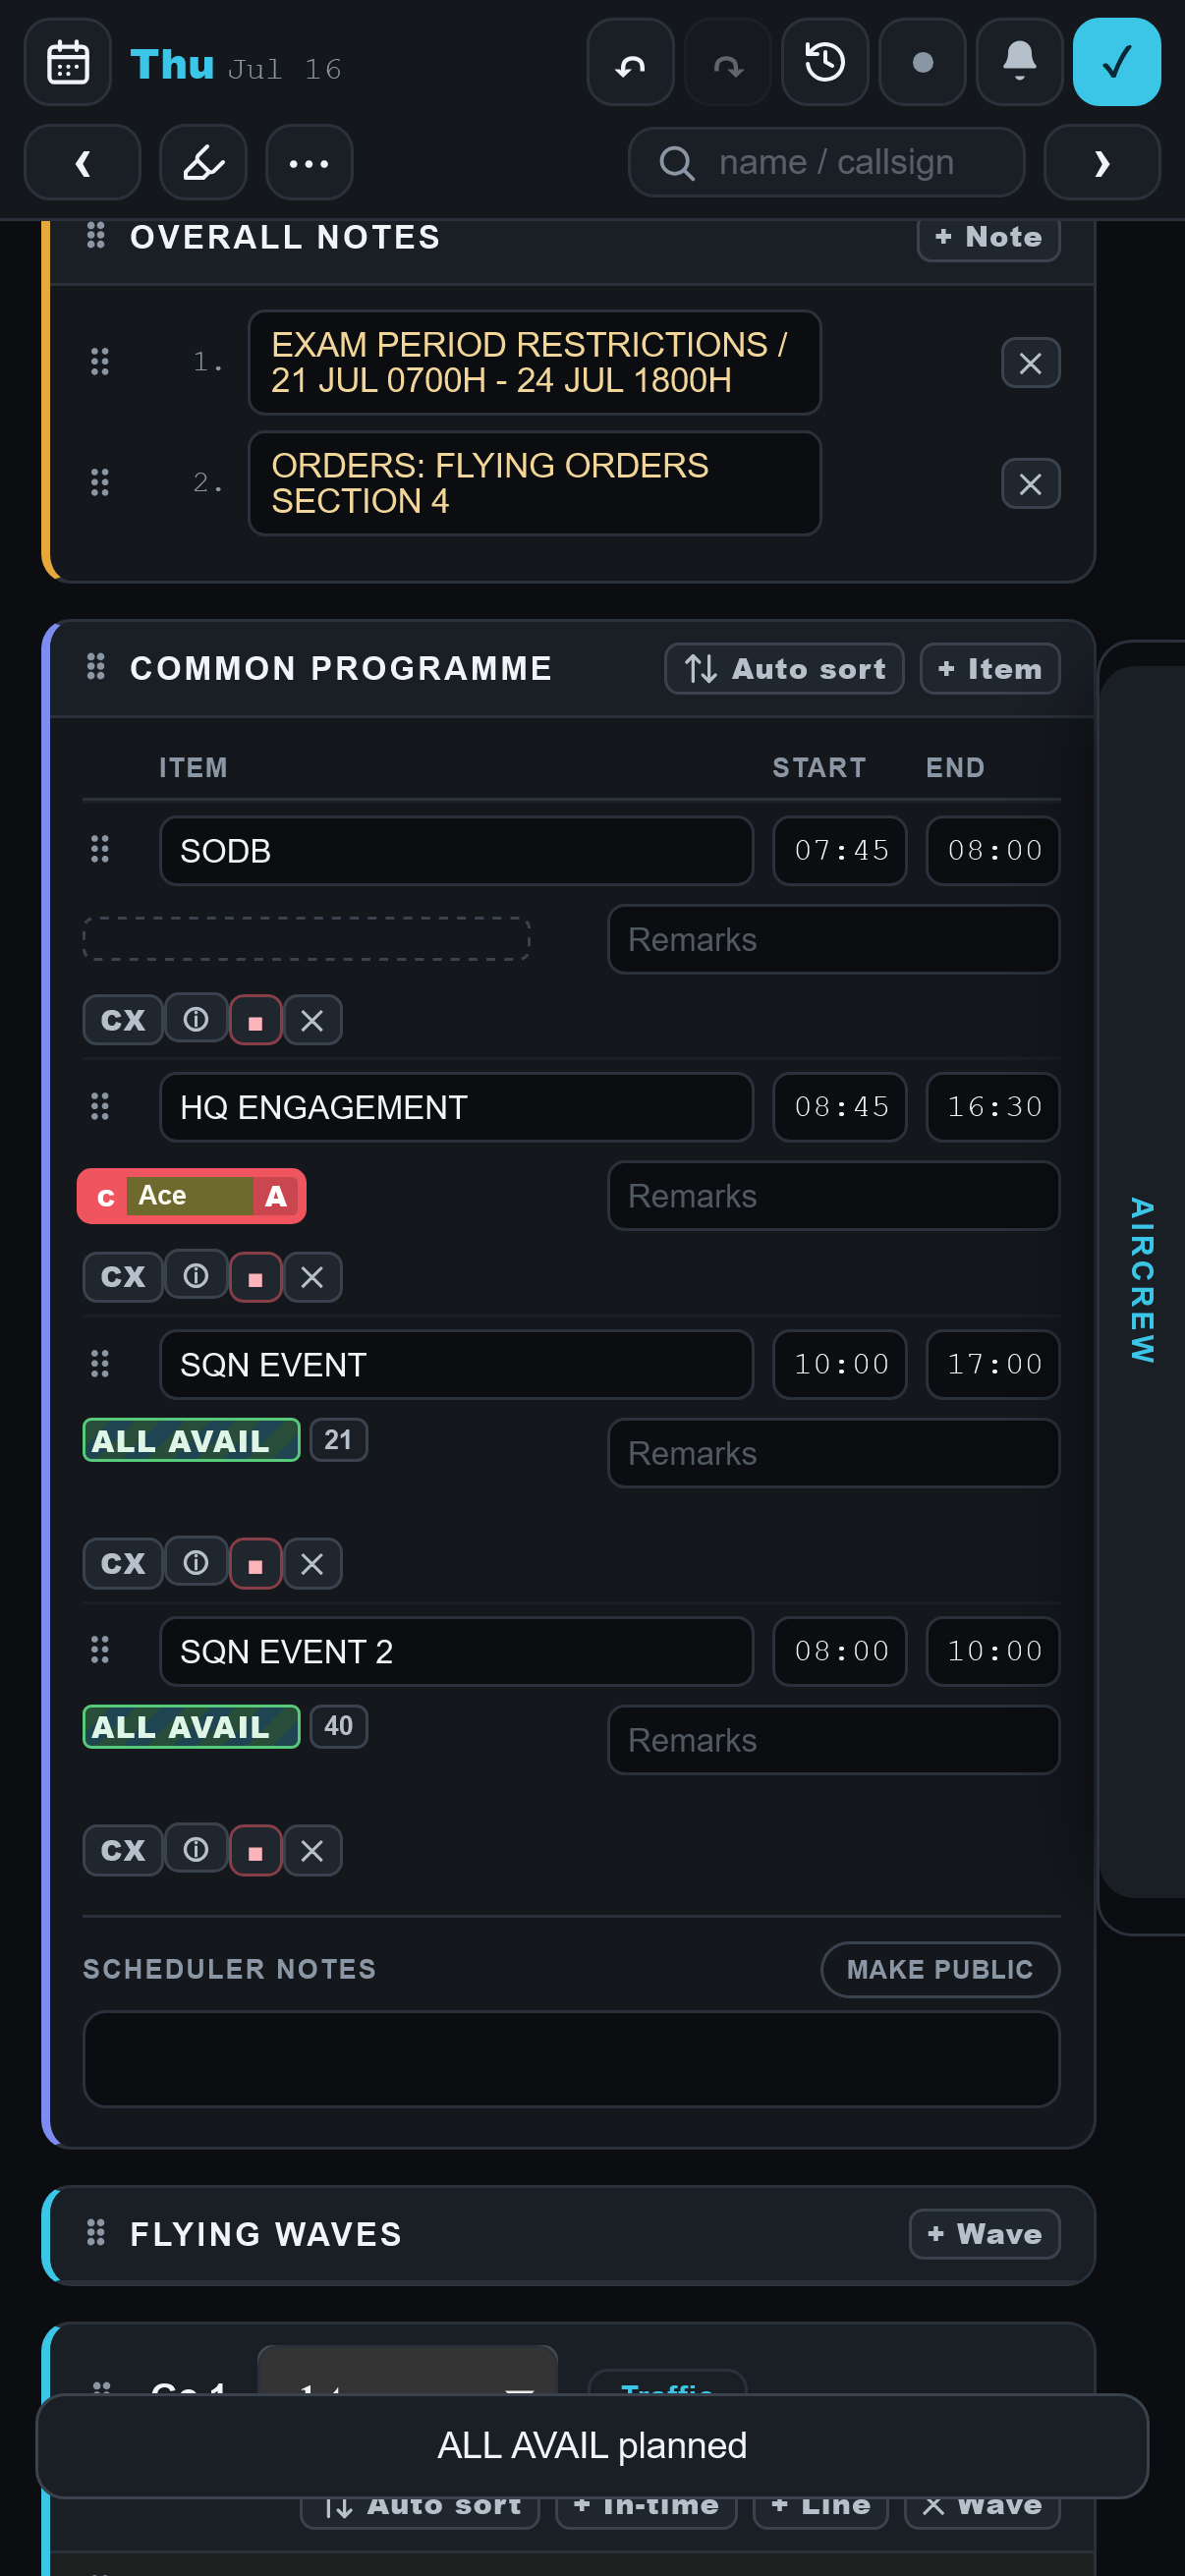 Thu Jul 16
name / callsign
OVERALL NOTES
+ Note
1. EXAM PERIOD RESTRICTIONS /
21 JUL 0700H - 24 JUL 1800H
2. ORDERS: FLYING ORDERS
SECTION 4
COMMON PROGRAMME
Auto sort
+ Item
ITEM START END
SODB 07:45 08:00
Remarks
CX
HQ ENGAGEMENT 08:45 16:30
C Ace A
Remarks
CX
SQN EVENT 10:00 17:00
ALL AVAIL 21
Remarks
CX
SQN EVENT 2 08:00 10:00
ALL AVAIL 40
Remarks
CX
AIRCREW
SCHEDULER NOTES
MAKE PUBLIC
FLYING WAVES
+ Wave
Go 1
Traffic
ALL AVAIL planned
Auto sort
+ In-time
+ Line
× Wave